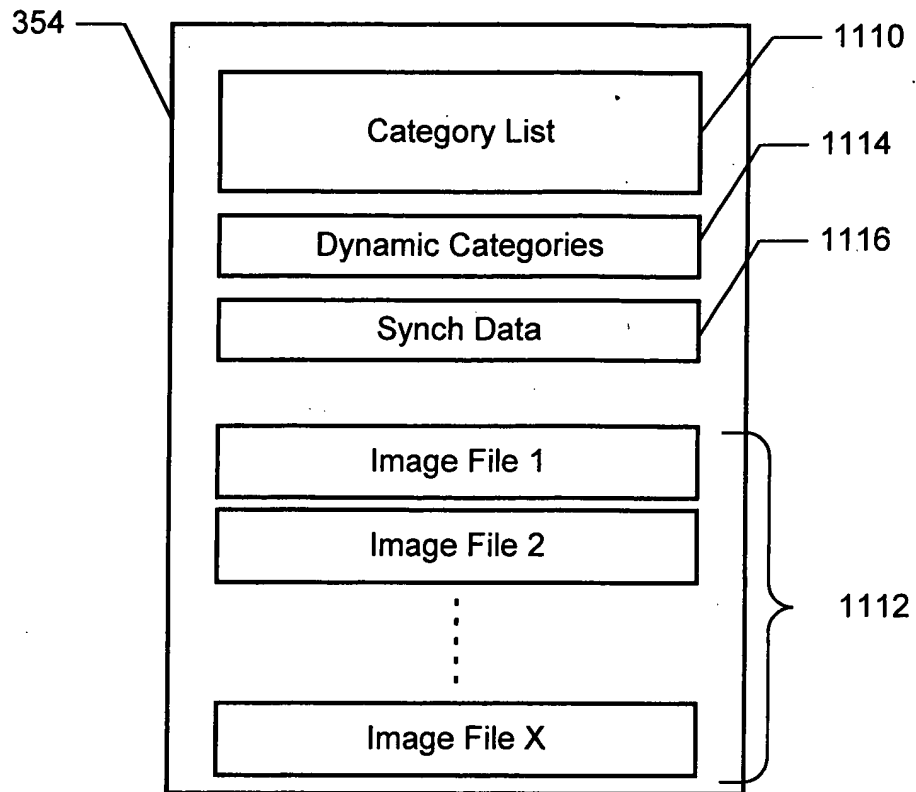 354
1110
Category List
1114
Dynamic Categories
1116
Synch Data
Image File 1
Image File 2
1112
Image File X